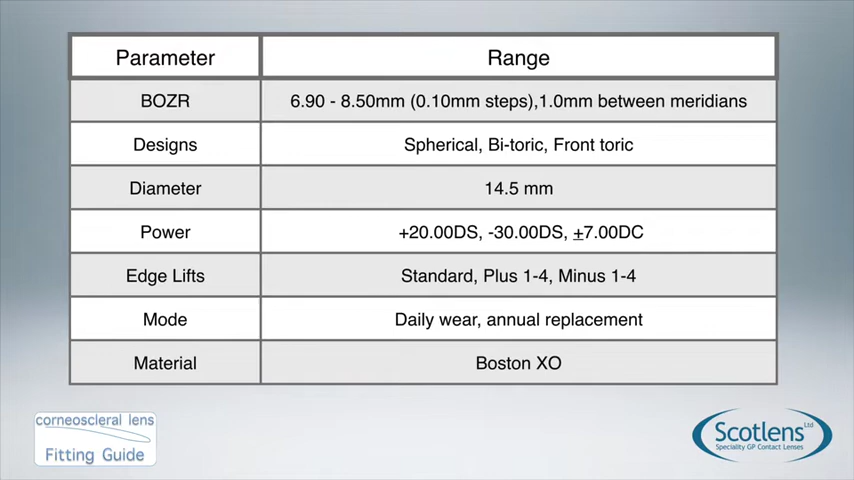 Parameter Range
BOZR 6.90 - 8.50mm (0.10mm steps),1.0mm between meridians
Designs Spherical, Bi-toric, Front toric
Diameter 14.5 mm
Power +20.00DS, -30.00DS, ±7.00DC
Edge Lifts Standard, Plus 1-4, Minus 1-4
Mode Daily wear, annual replacement
Material Boston XO
corneoscleral lens
Fitting Guide
Scotlens Ltd
Speciality GP Contact Lenses